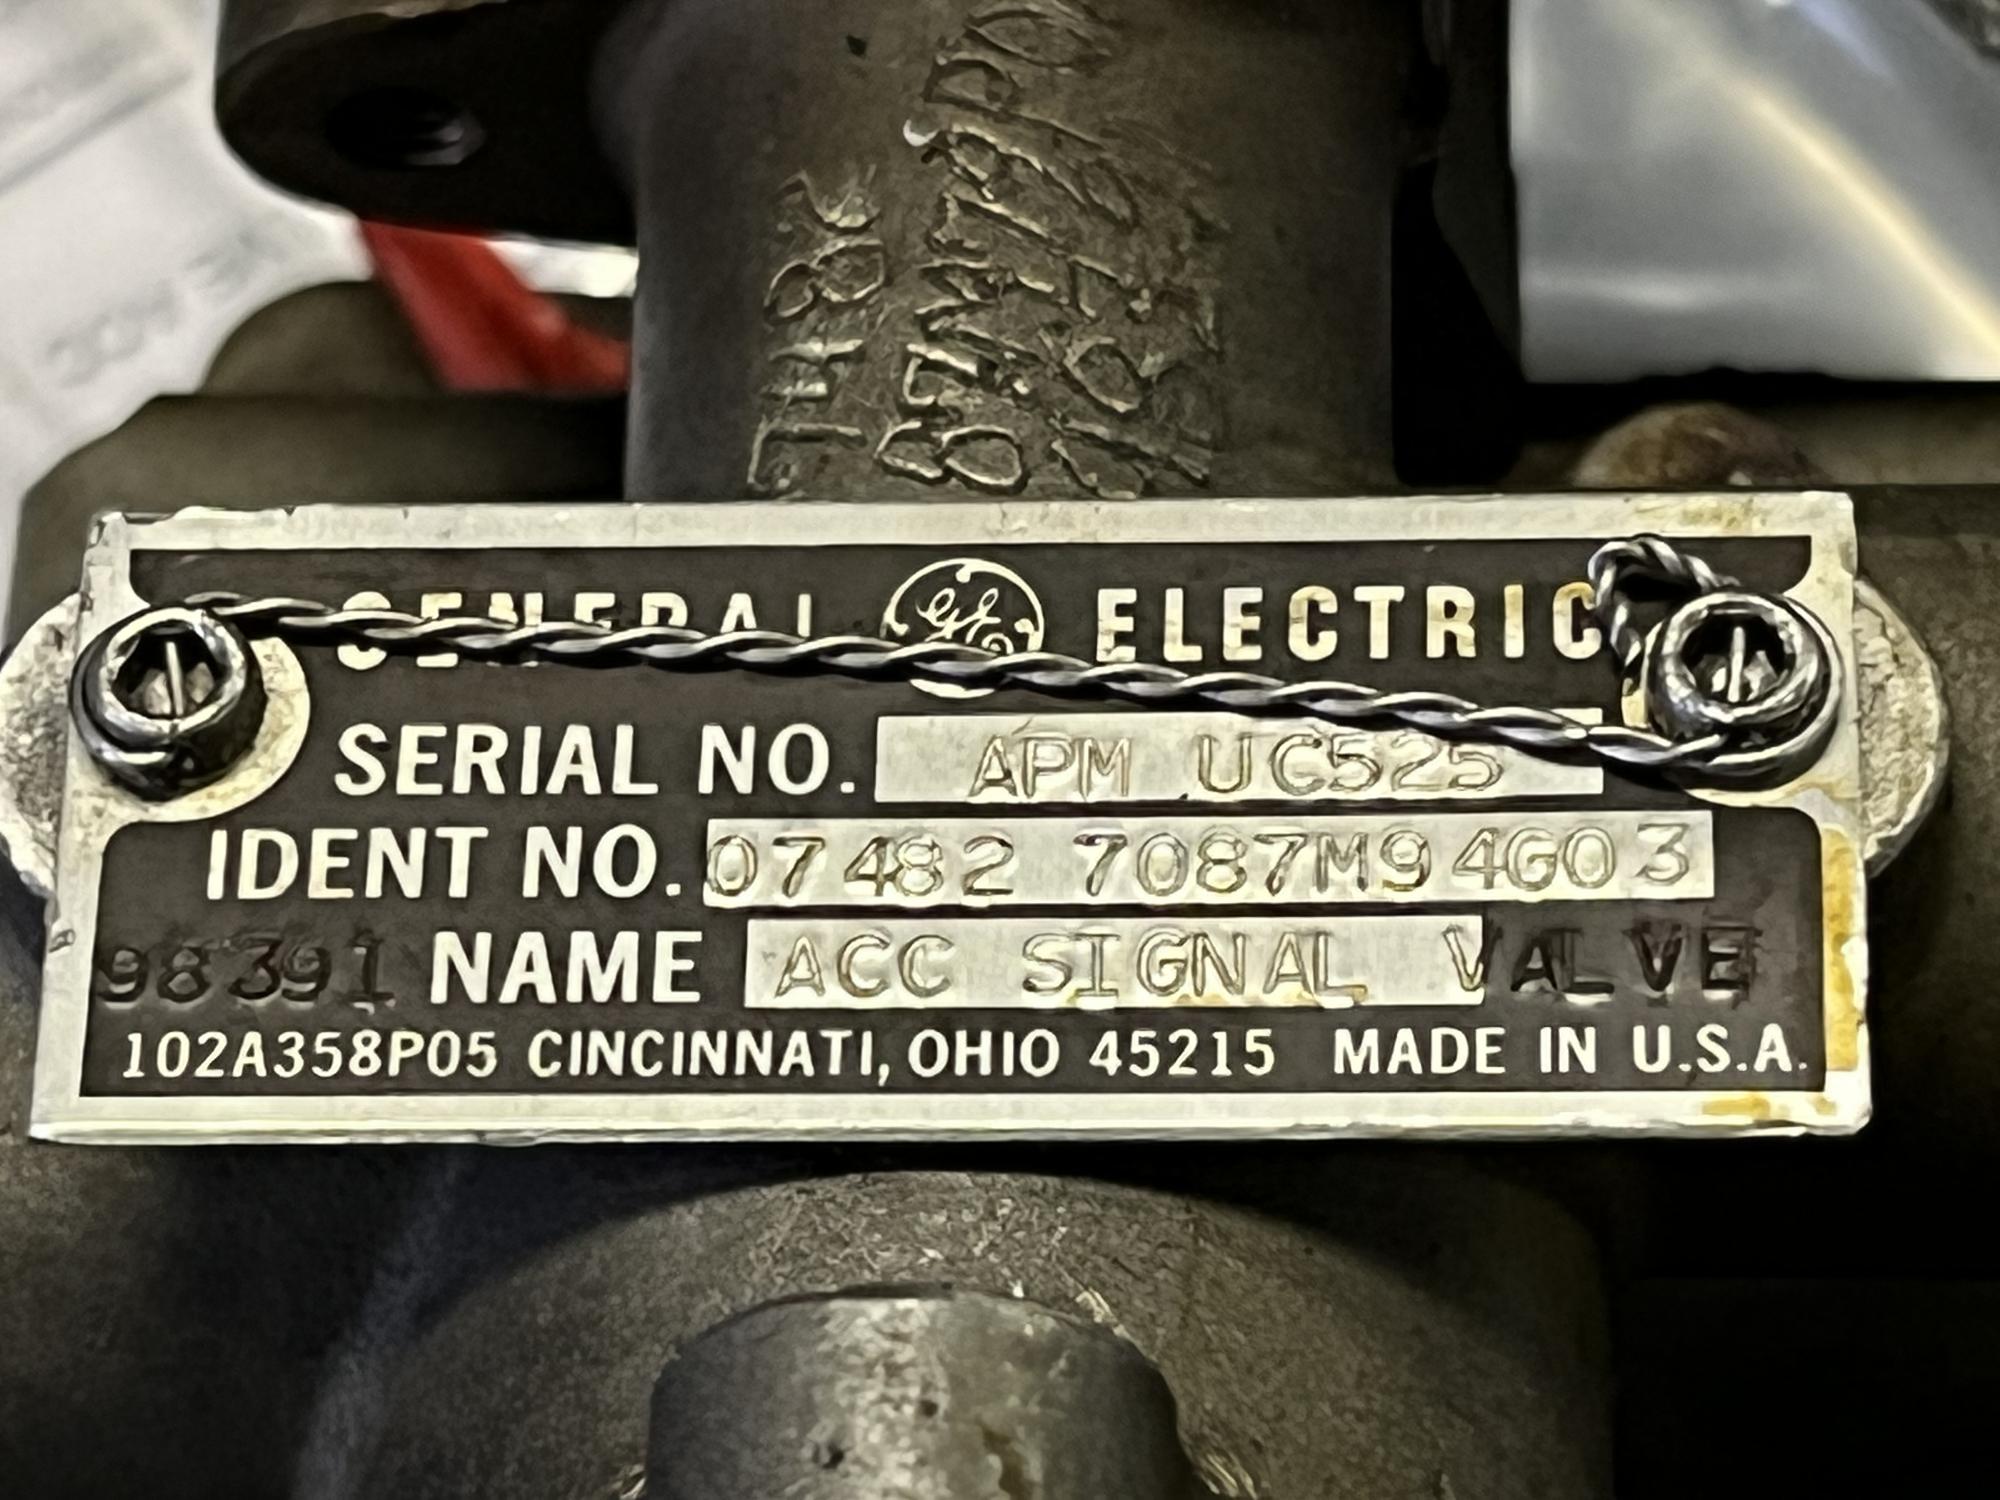 GENERAL GE ELECTRIC
SERIAL NO. APM UC525
IDENT NO. 07482 7087M94G03
98391 NAME ACC SIGNAL VALVE
102A358P05 CINCINNATI, OHIO 45215 MADE IN U.S.A.